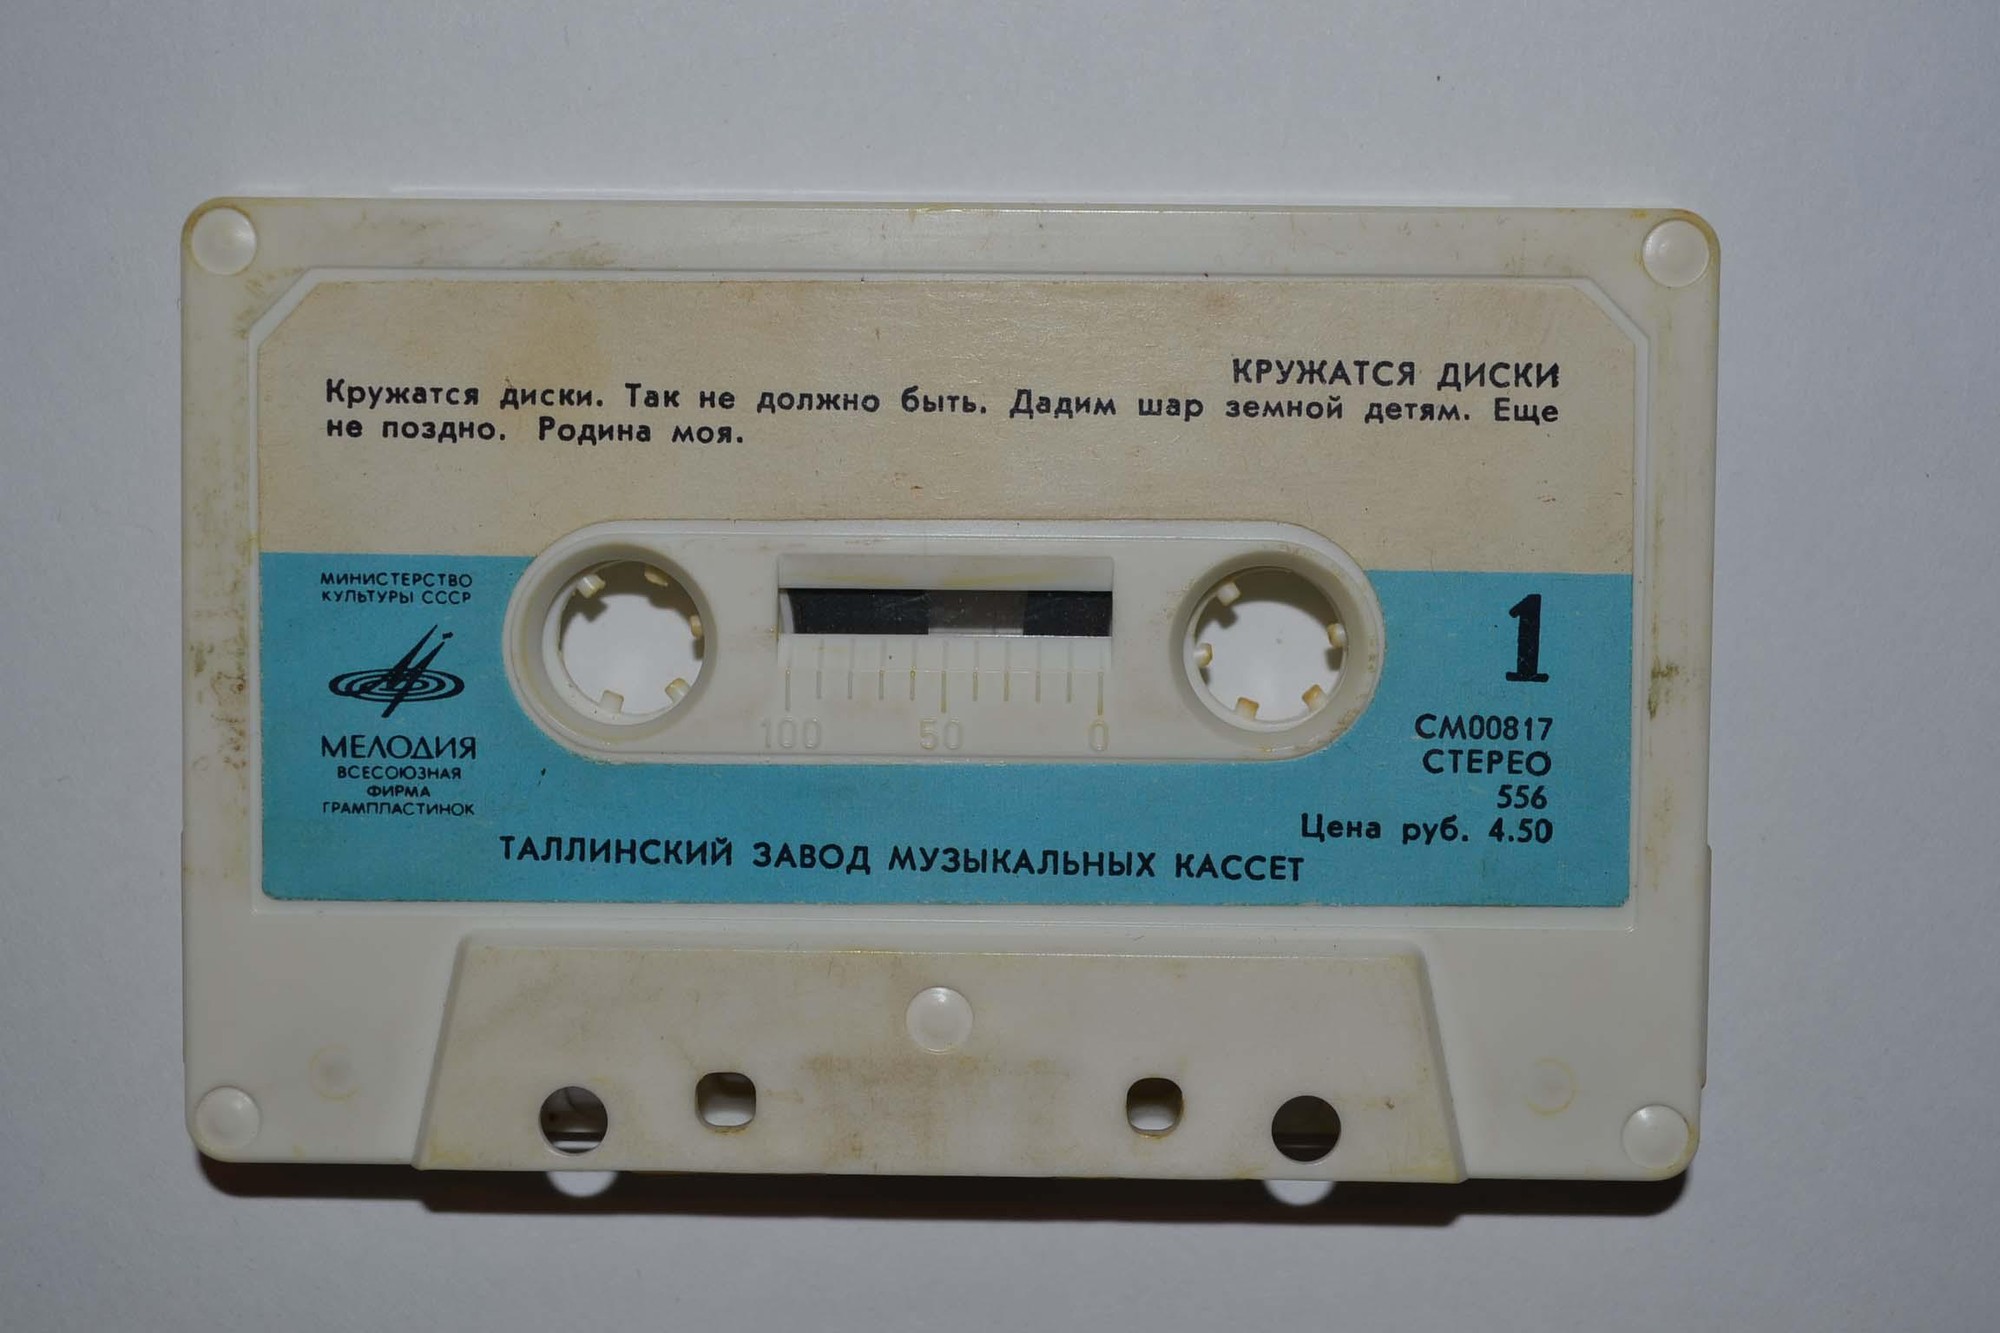 КРУЖАТСЯ ДИСКИ
Кружатся диски. Так не должно быть. Дадим шар земной детям. Еще
не поздно. Родина моя.
МИНИСТЕРСТВО
КУЛЬТУРЫ СССР
МЕЛОДИЯ
ВСЕСОЮЗНАЯ
ФИРМА
ГРАМПЛАСТИНОК
100 50 0
1
СМ00817
СТЕРЕО
556
Цена руб. 4.50
ТАЛЛИНСКИЙ ЗАВОД МУЗЫКАЛЬНЫХ КАССЕТ